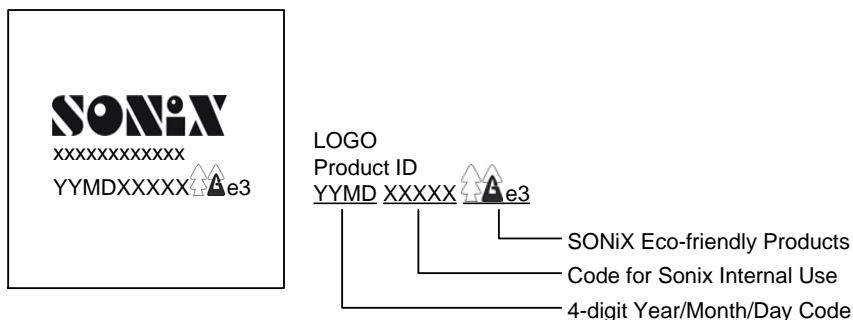 SONiX
xxxxxxxxxxxx
YYMDXXXXX G e3
LOGO
Product ID
YYMD XXXXX G e3
SONiX Eco-friendly Products
Code for Sonix Internal Use
4-digit Year/Month/Day Code